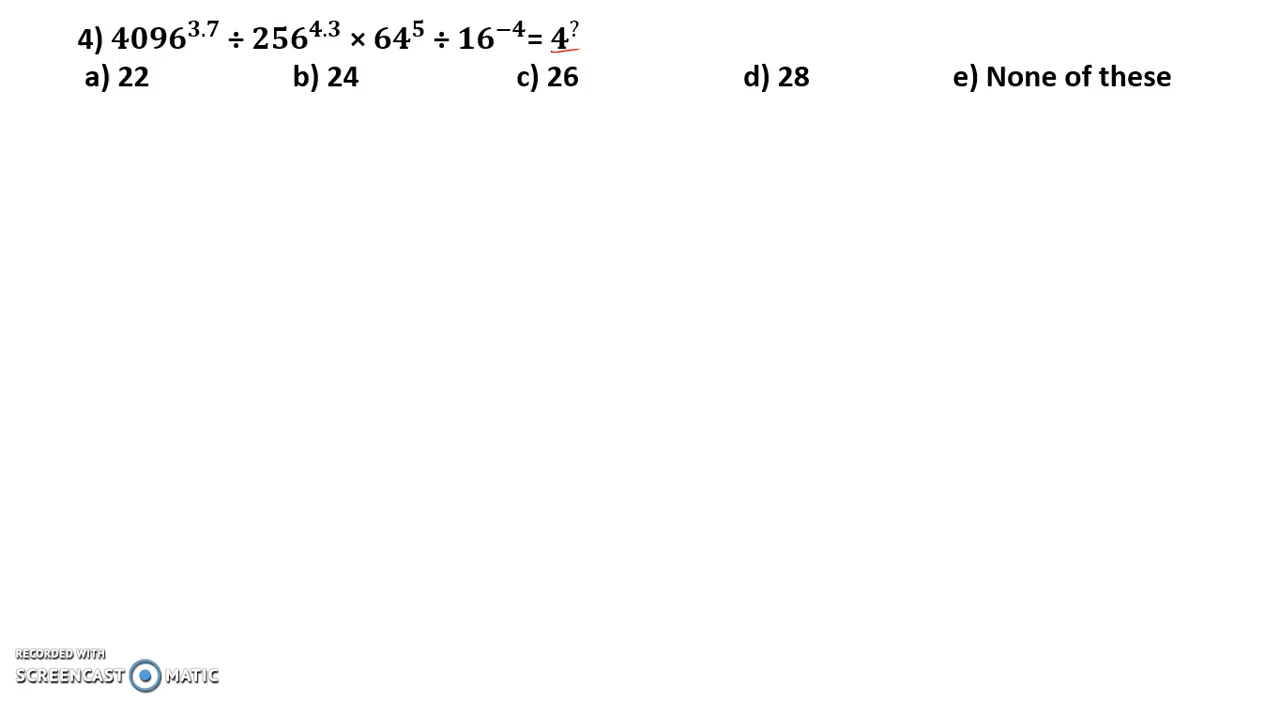 4) 4096^3.7 ÷ 256^4.3 × 64^5 ÷ 16^−4= 4^?
a) 22 b) 24 c) 26 d) 28 e) None of these
RECORDED WITH
SCREENCAST MATIC